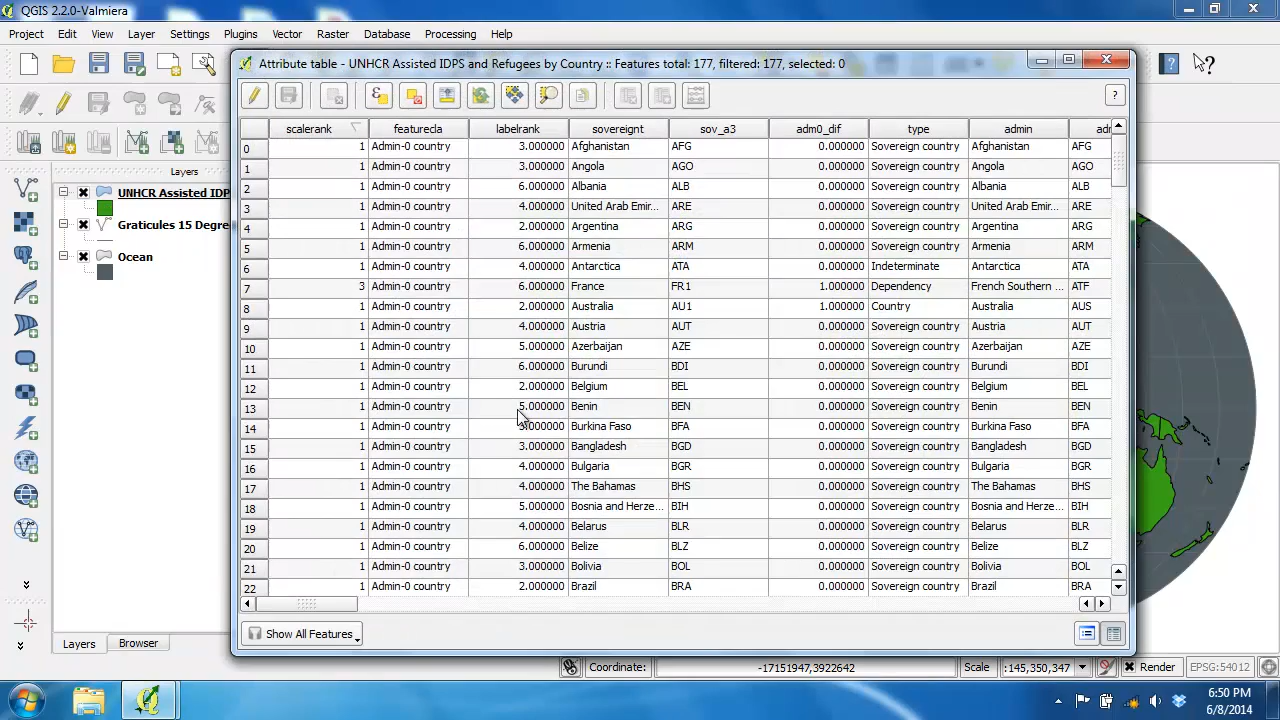 QGIS 2.2.0-Valmiera
Project Edit View Layer Settings Plugins Vector Raster Database Processing Help
Attribute table - UNHCR Assisted IDPS and Refugees by Country :: Features total: 177, filtered: 177, selected: 0
Layers
UNHCR Assisted IDP
Graticules 15 Degre
Ocean
scalerank featurecla labelrank sovereignt sov_a3 adm0_dif type admin
0 1 Admin-0 country 3.000000 Afghanistan AFG 0.000000 Sovereign country Afghanistan AFG
1 1 Admin-0 country 3.000000 Angola AGO 0.000000 Sovereign country Angola AGO
2 1 Admin-0 country 6.000000 Albania ALB 0.000000 Sovereign country Albania ALB
3 1 Admin-0 country 4.000000 United Arab Emir... ARE 0.000000 Sovereign country United Arab Emir... ARE
4 1 Admin-0 country 2.000000 Argentina ARG 0.000000 Sovereign country Argentina ARG
5 1 Admin-0 country 6.000000 Armenia ARM 0.000000 Sovereign country Armenia ARM
6 1 Admin-0 country 4.000000 Antarctica ATA 0.000000 Indeterminate Antarctica ATA
7 3 Admin-0 country 6.000000 France FR1 1.000000 Dependency French Southern ... ATF
8 1 Admin-0 country 2.000000 Australia AU1 1.000000 Country Australia AUS
9 1 Admin-0 country 4.000000 Austria AUT 0.000000 Sovereign country Austria AUT
10 1 Admin-0 country 5.000000 Azerbaijan AZE 0.000000 Sovereign country Azerbaijan AZE
11 1 Admin-0 country 6.000000 Burundi BDI 0.000000 Sovereign country Burundi BDI
12 1 Admin-0 country 2.000000 Belgium BEL 0.000000 Sovereign country Belgium BEL
13 1 Admin-0 country 5.000000 Benin BEN 0.000000 Sovereign country Benin BEN
14 1 Admin-0 country Burkina Faso BFA 0.000000 Sovereign country Burkina Faso BFA
15 1 Admin-0 country 3.000000 Bangladesh BGD 0.000000 Sovereign country Bangladesh BGD
16 1 Admin-0 country 4.000000 Bulgaria BGR 0.000000 Sovereign country Bulgaria BGR
17 1 Admin-0 country 4.000000 The Bahamas BHS 0.000000 Sovereign country The Bahamas BHS
18 1 Admin-0 country 5.000000 Bosnia and Herze... BIH 0.000000 Sovereign country Bosnia and Herze... BIH
19 1 Admin-0 country 4.000000 Belarus BLR 0.000000 Sovereign country Belarus BLR
20 1 Admin-0 country 6.000000 Belize BLZ 0.000000 Sovereign country Belize BLZ
21 1 Admin-0 country 3.000000 Bolivia BOL 0.000000 Sovereign country Bolivia BOL
22 1 Admin-0 country 2.000000 Brazil BRA 0.000000 Sovereign country Brazil BRA
Show All Features
Layers Browser
Coordinate: -17151947,3922642 Scale :145,350,147 Render EPSG:54012
6:50 PM
6/8/2014